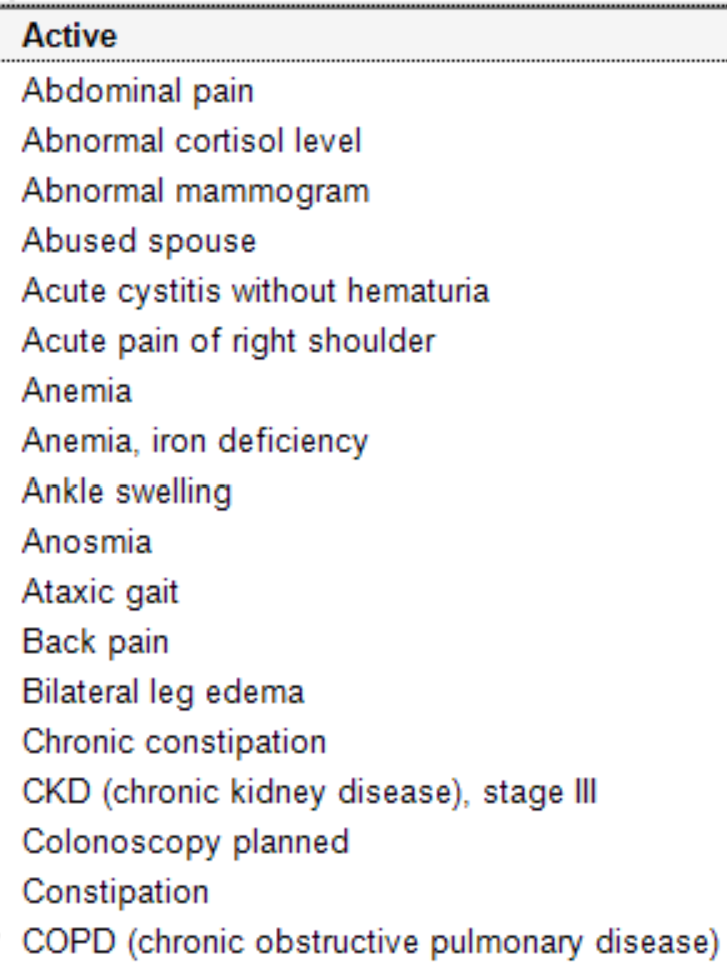 Active
Abdominal pain
Abnormal cortisol level
Abnormal mammogram
Abused spouse
Acute cystitis without hematuria
Acute pain of right shoulder
Anemia
Anemia, iron deficiency
Ankle swelling
Anosmia
Ataxic gait
Back pain
Bilateral leg edema
Chronic constipation
CKD (chronic kidney disease), stage III
Colonoscopy planned
Constipation
COPD (chronic obstructive pulmonary disease)